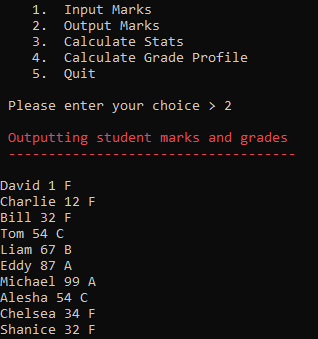 1. Input Marks
2. Output Marks
3. Calculate Stats
4. Calculate Grade Profile
5. Quit
Please enter your choice > 2
Outputting student marks and grades
------------------------------------
David 1 F
Charlie 12 F
Bill 32 F
Tom 54 C
Liam 67 B
Eddy 87 A
Michael 99 A
Alesha 54 C
Chelsea 34 F
Shanice 32 F